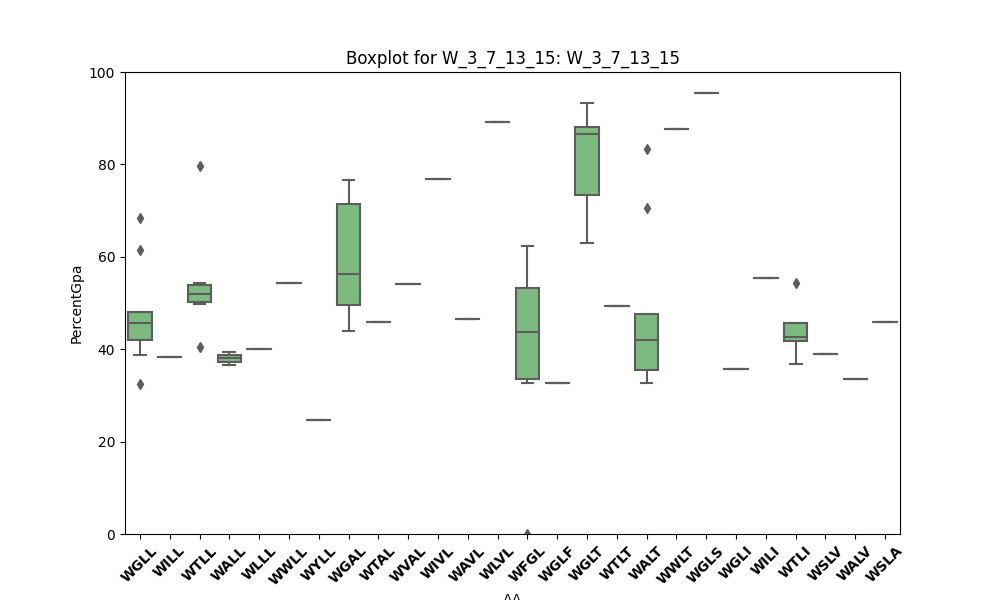 Boxplot for W_3_7_13_15: W_3_7_13_15
PercentGpa
100
80
60
40
20
0
WGLL WILL WTLL WALL WLLL WWLL WYLL WGAL WTAL WVAL WIVL WAVL WLVL WFGL WGLF WGLT WTLT WALT WWLT WGLS WGLI WILI WTLI WSLV WALV WSLA
AA